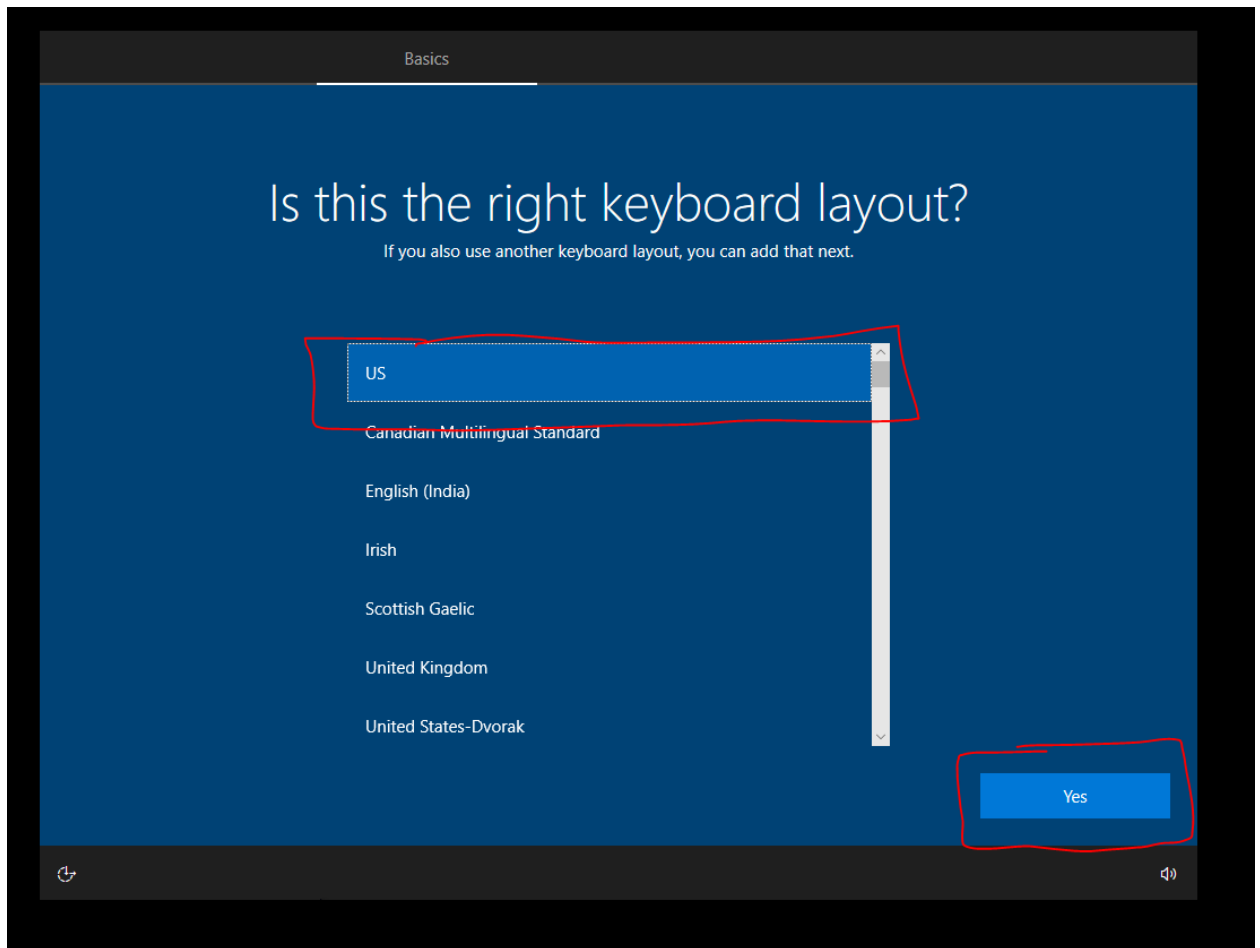 Basics
Is this the right keyboard layout?
If you also use another keyboard layout, you can add that next.
US
Canadian Multilingual Standard
English (India)
Irish
Scottish Gaelic
United Kingdom
United States-Dvorak
Yes